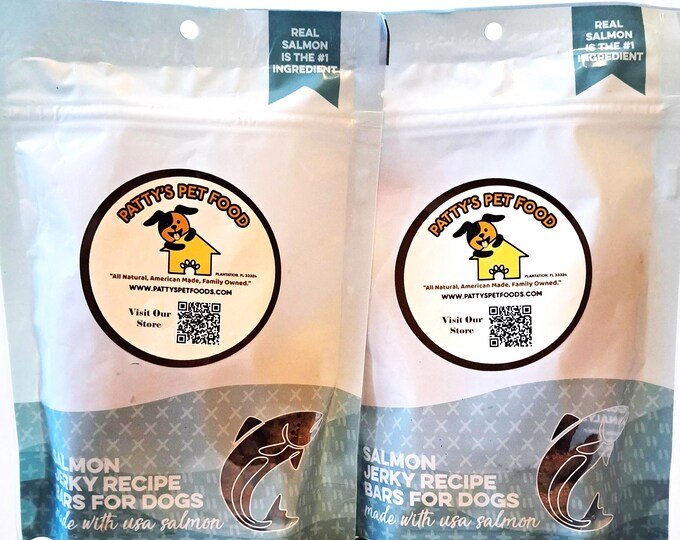 REAL
SALMON
IS THE #1
INGREDIENT
PATTY'S PET FOOD
PLANTATION, FL 33324
"All Natural, American Made, Family Owned."
WWW.PATTYSPETFOODS.COM
Visit Our
Store
SALMON
JERKY RECIPE
BARS FOR DOGS
made with usa salmon
REAL
SALMON
IS THE #1
INGREDIENT
PATTY'S PET FOOD
PLANTATION, FL 33324
"All Natural, American Made, Family Owned."
WWW.PATTYSPETFOODS.COM
Visit Our
Store
SALMON
JERKY RECIPE
BARS FOR DOGS
made with usa salmon